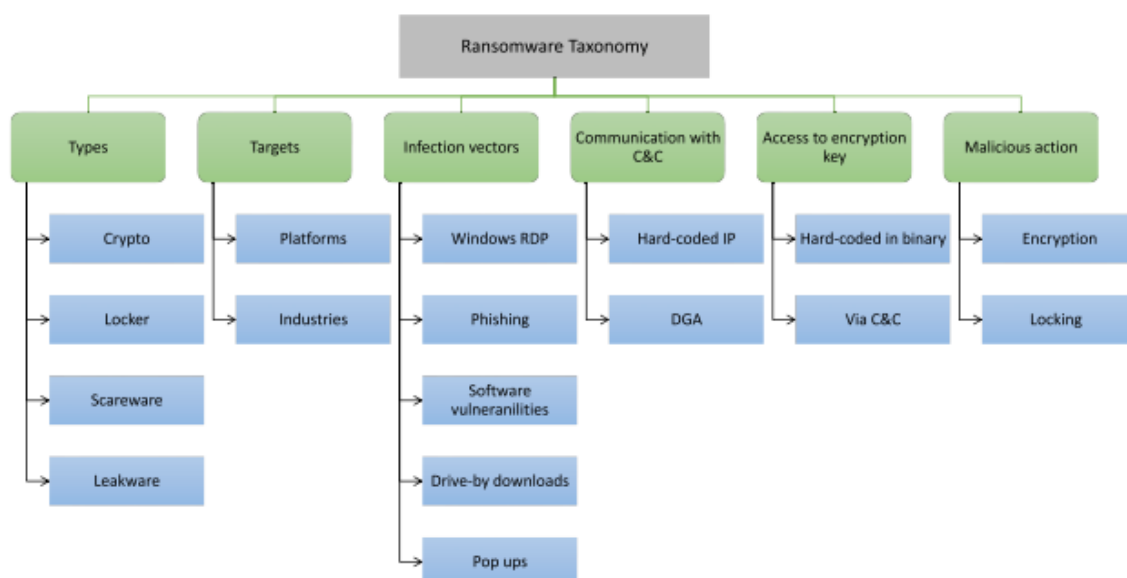 Ransomware Taxonomy
Types
Targets
Infection vectors
Communication with
C&C
Access to encryption
key
Malicious action
Crypto
Platforms
Windows RDP
Hard-coded IP
Hard-coded in binary
Encryption
Locker
Industries
Phishing
DGA
Via C&C
Locking
Scareware
Software
vulneranilities
Leakware
Drive-by downloads
Pop ups